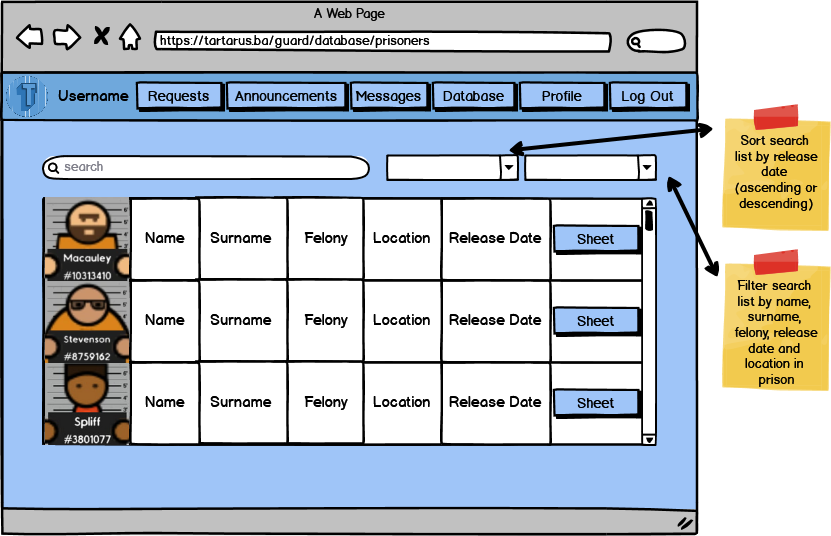 A Web Page
https://tartarus.ba/guard/database/prisoners
Username
Requests
Announcements
Messages
Database
Profile
Log Out
search
Macauley
#10313410
Name
Surname
Felony
Location
Release Date
Sheet
Stevenson
#8759162
Name
Surname
Felony
Location
Release Date
Sheet
Spliff
#3801077
Name
Surname
Felony
Location
Release Date
Sheet
Sort search
list by release
date
(ascending or
descending)
Filter search
list by name,
surname,
felony, release
date and
location in
prison